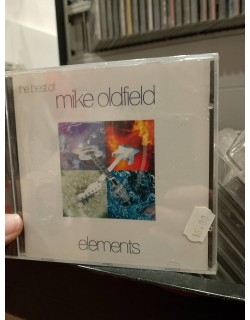 the best of
mike oldfield
elements